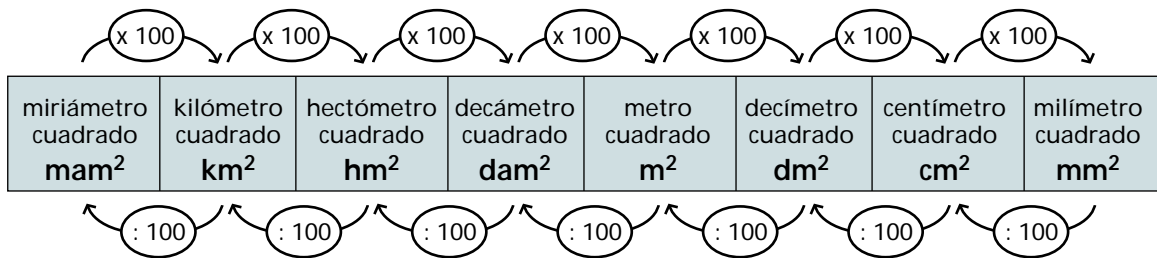 x 100 x 100 x 100 x 100 x 100 x 100 x 100
miriámetro kilómetro hectómetro decámetro metro decímetro centímetro milímetro
cuadrado cuadrado cuadrado cuadrado cuadrado cuadrado cuadrado cuadrado
mam² km² hm² dam² m² dm² cm² mm²
: 100 : 100 : 100 : 100 : 100 : 100 : 100